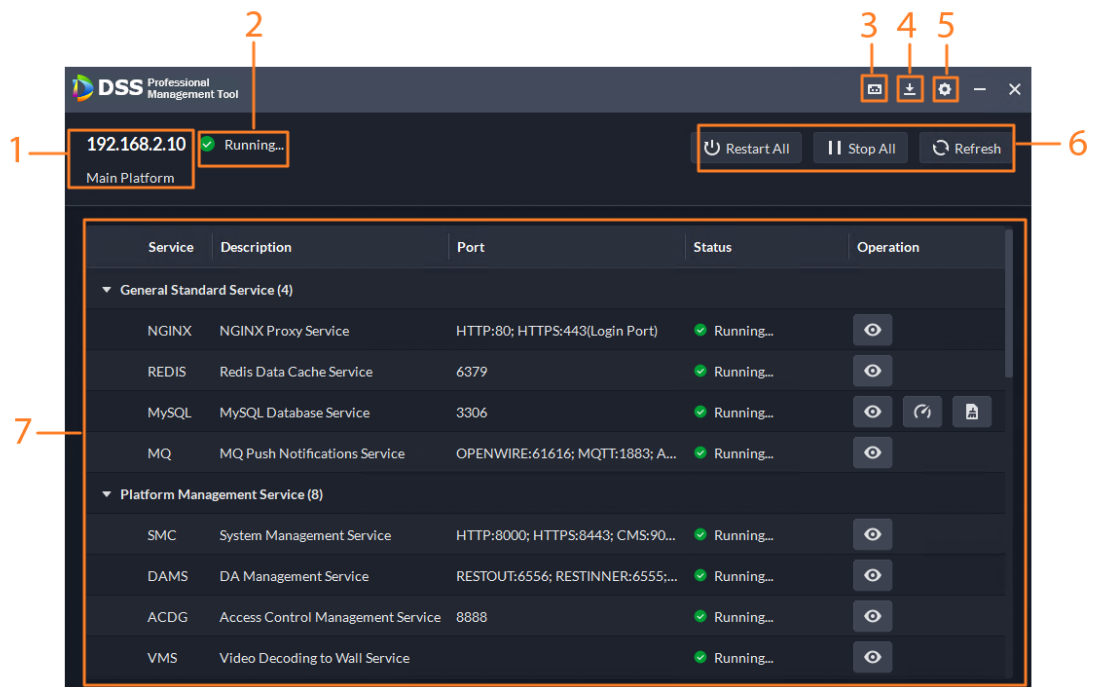 2
3 4 5
DSS Professional
Management Tool
1
192.168.2.10 Running...
Main Platform
Restart All Stop All Refresh
6
Service Description Port Status Operation
General Standard Service (4)
NGINX NGINX Proxy Service HTTP:80; HTTPS:443(Login Port) Running...
REDIS Redis Data Cache Service 6379 Running...
MySQL MySQL Database Service 3306 Running...
7
MQ MQ Push Notifications Service OPENWIRE:61616; MQTT:1883; A... Running...
Platform Management Service (8)
SMC System Management Service HTTP:8000; HTTPS:8443; CMS:90... Running...
DAMS DA Management Service RESTOUT:6556; RESTINNER:6555;... Running...
ACDG Access Control Management Service 8888 Running...
VMS Video Decoding to Wall Service Running...